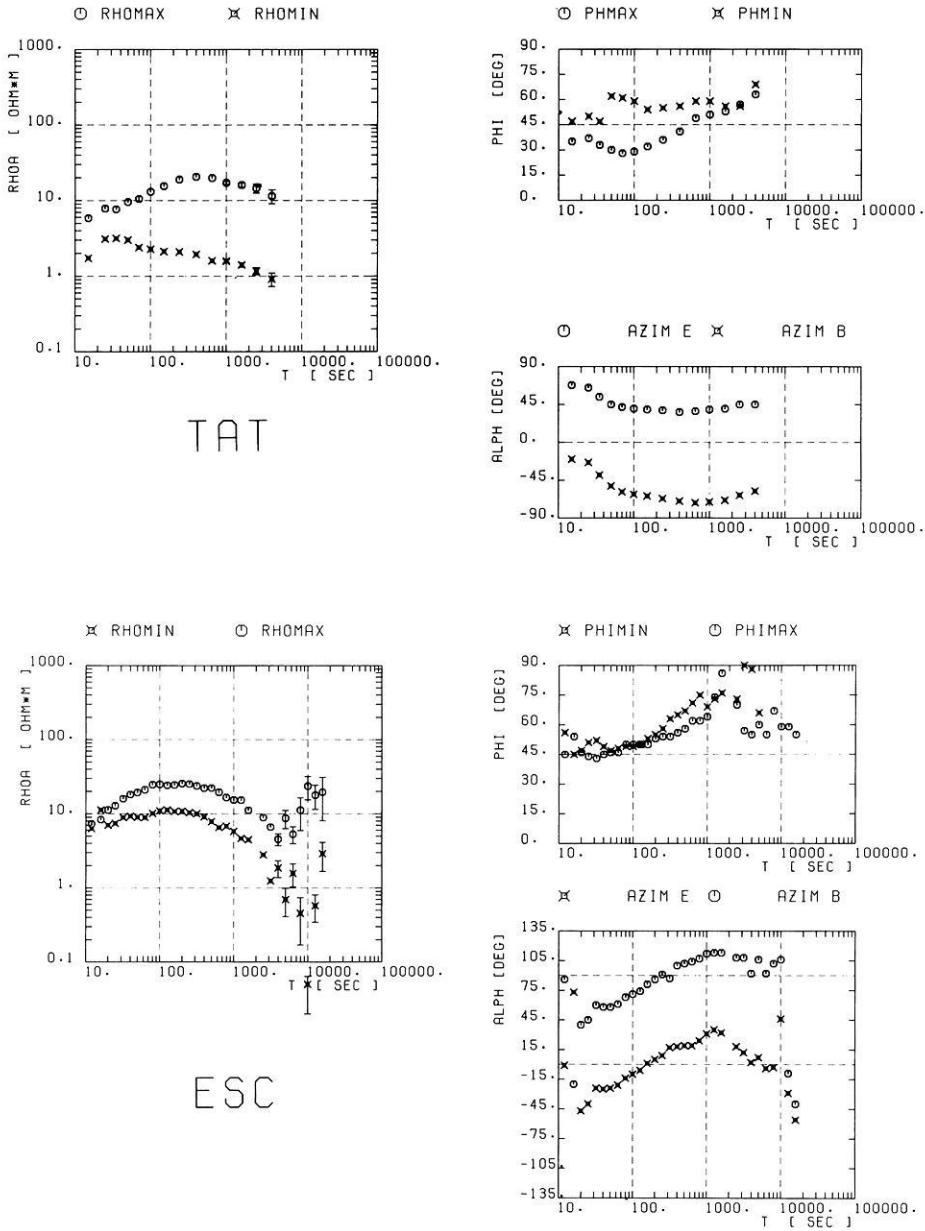 RHOMAX RHOMIN
1000.
100.
10.
1.
0.1
RHOA [ OHM*M ]
10. 100. 1000. 10000. 100000.
T [ SEC ]
TAT
PHMAX PHMIN
90.
75.
60.
45.
30.
15.
0.
PHI [DEG]
10. 100. 1000. 10000. 100000.
T [ SEC ]
AZIM E AZIM B
90.
45.
0.
-45.
-90.
ALPH [DEG]
10. 100. 1000. 10000. 100000.
T [ SEC ]
RHOMIN RHOMAX
1000.
100.
10.
1.
0.1
RHOA [ OHM*M ]
10. 100. 1000. 10000. 100000.
T [ SEC ]
ESC
PHIMIN PHIMAX
90.
75.
60.
45.
30.
15.
0.
PHI [DEG]
10. 100. 1000. 10000. 100000.
T [ SEC ]
AZIM E AZIM B
135.
105.
75.
45.
15.
-15.
-45.
-75.
-105.
-135.
ALPH [DEG]
10. 100. 1000. 10000. 100000.
T [ SEC ]